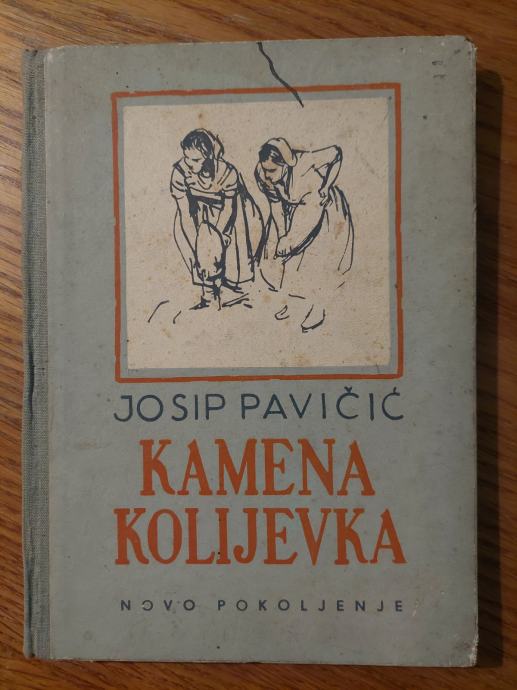 JOSIP PAVIČIĆ
KAMENA
KOLIJEVKA
NOVO POKOLJENJE